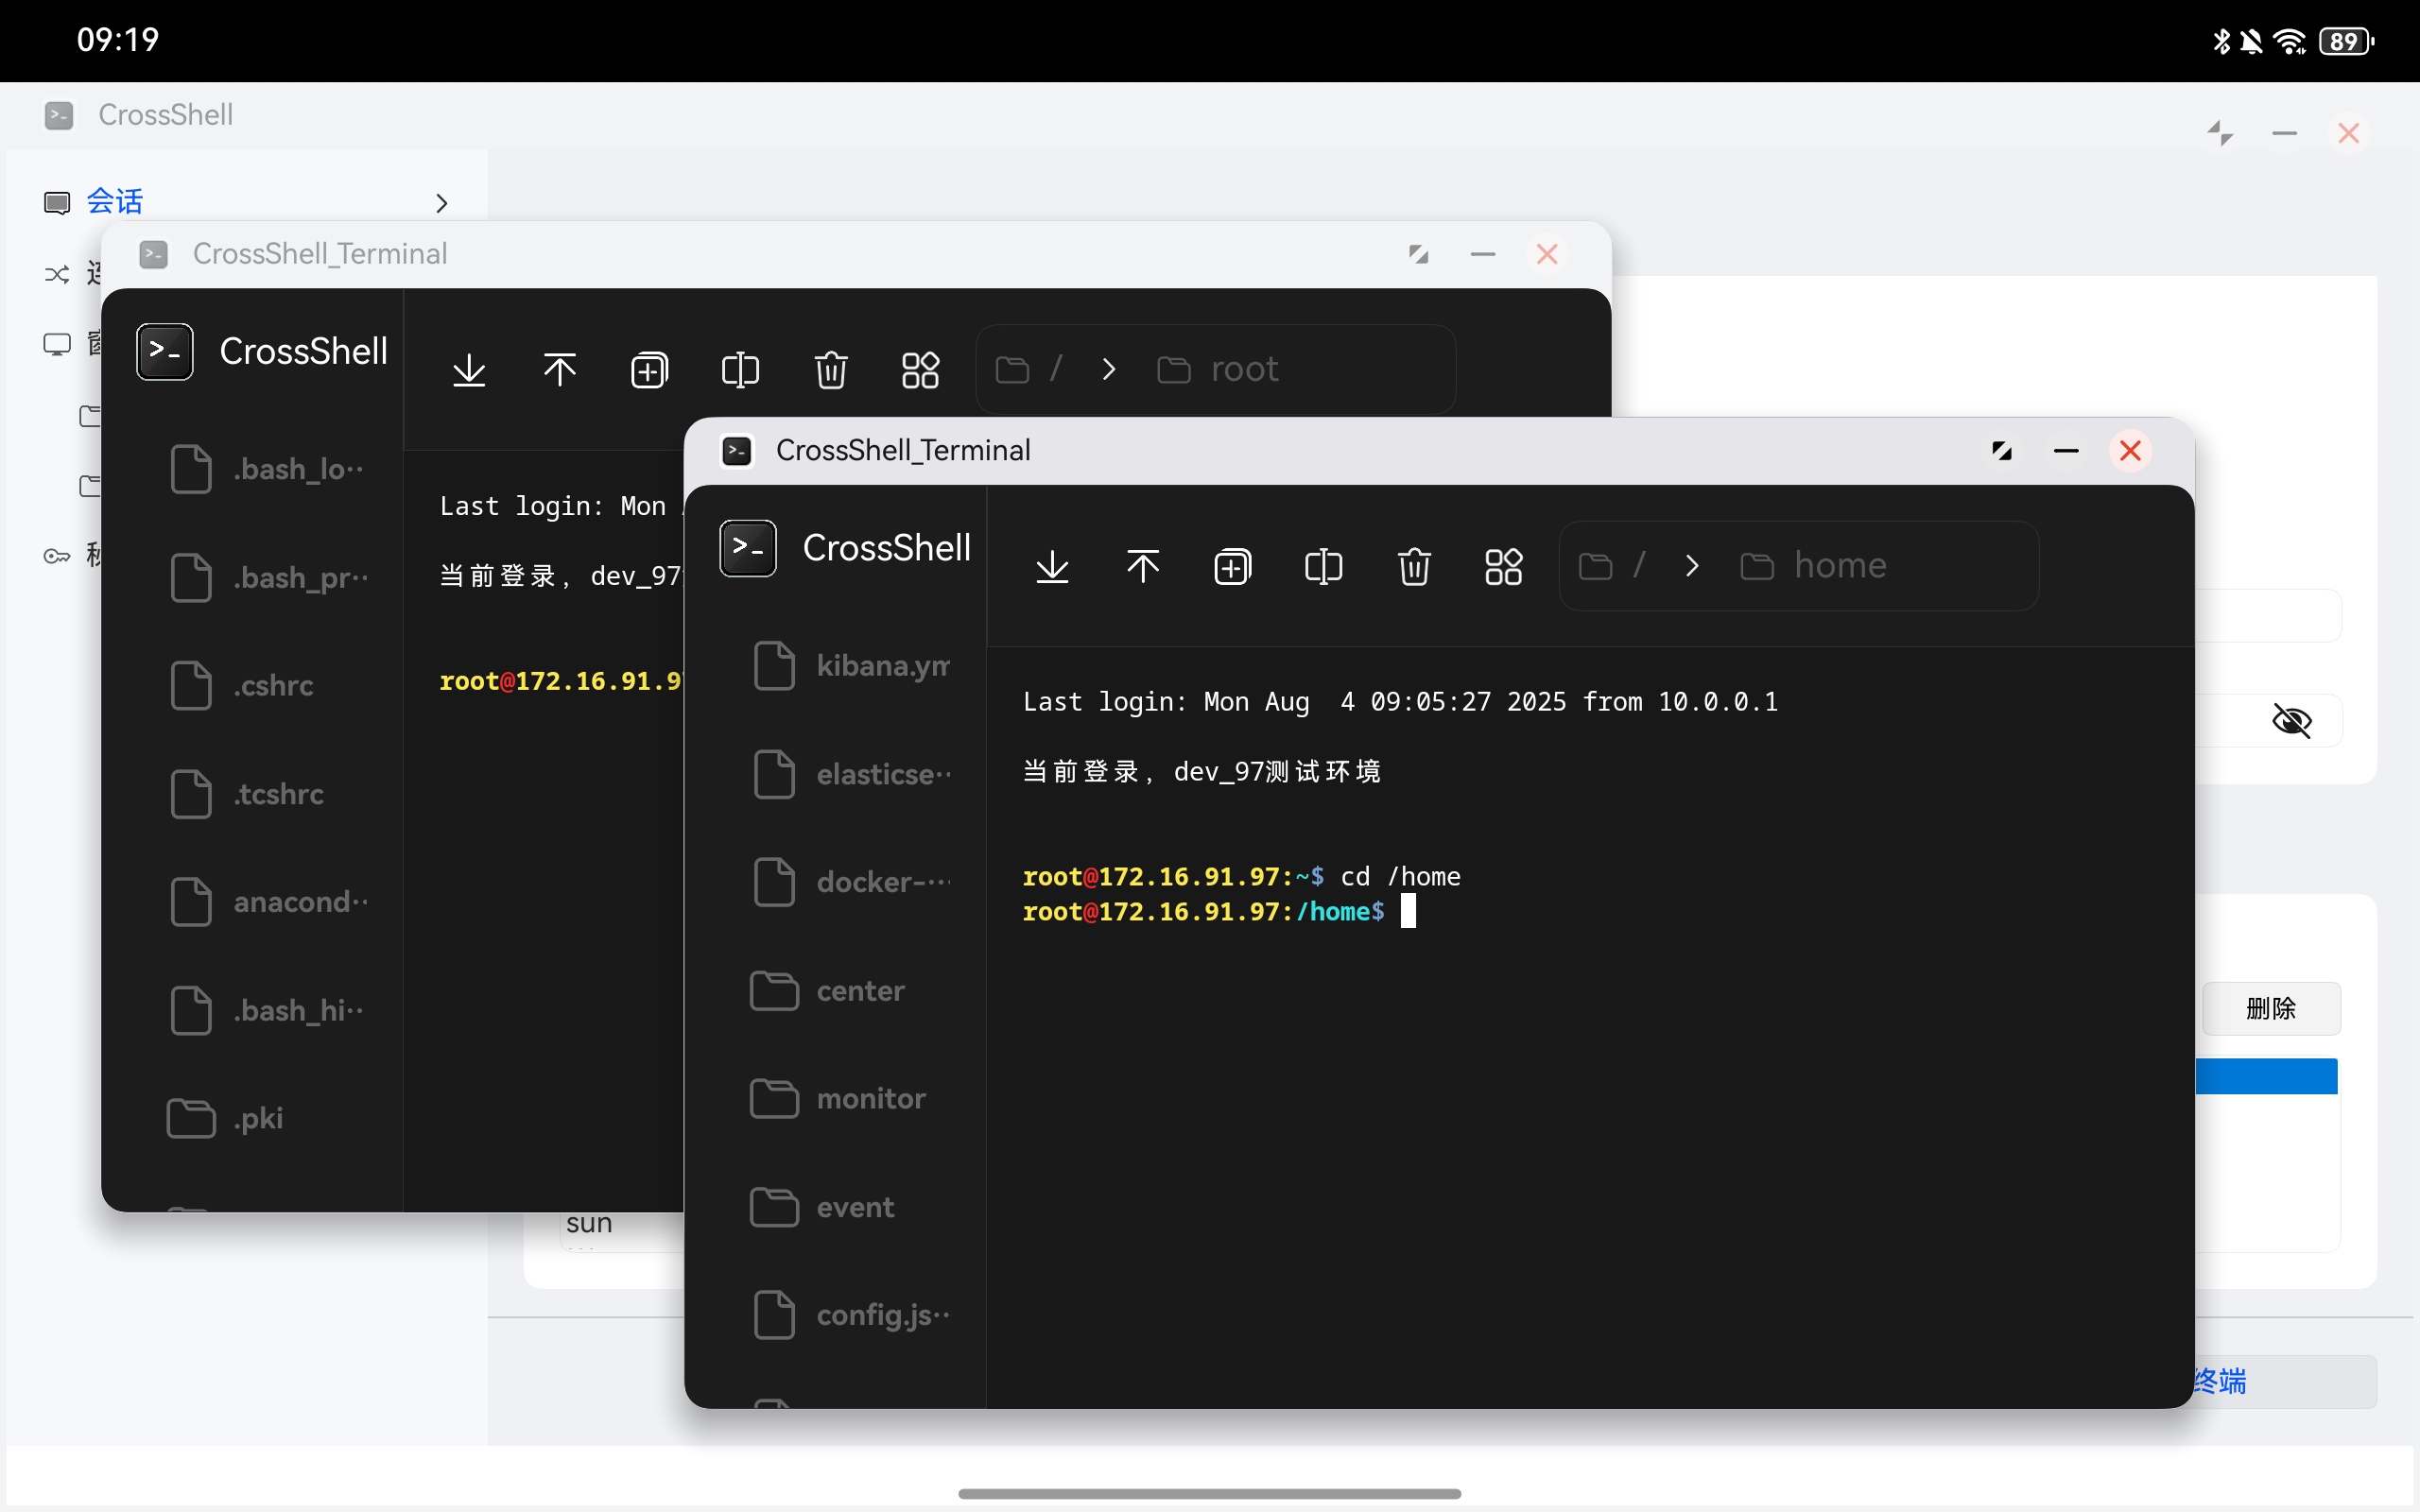 09:19
89
CrossShell
会话
CrossShell_Terminal
CrossShell
/
root
.bash_lo··
.bash_pr··
.cshrc
.tcshrc
anacond··
.bash_hi··
.pki
Last login: Mon
当前登录，dev_97
root@172.16.91.9
CrossShell_Terminal
CrossShell
/
home
kibana.ym
elasticse··
docker-···
center
monitor
event
config.js··
Last login: Mon Aug  4 09:05:27 2025 from 10.0.0.1
当前登录，dev_97测试环境
root@172.16.91.97:~$ cd /home
root@172.16.91.97:/home$
删除
sun
终端